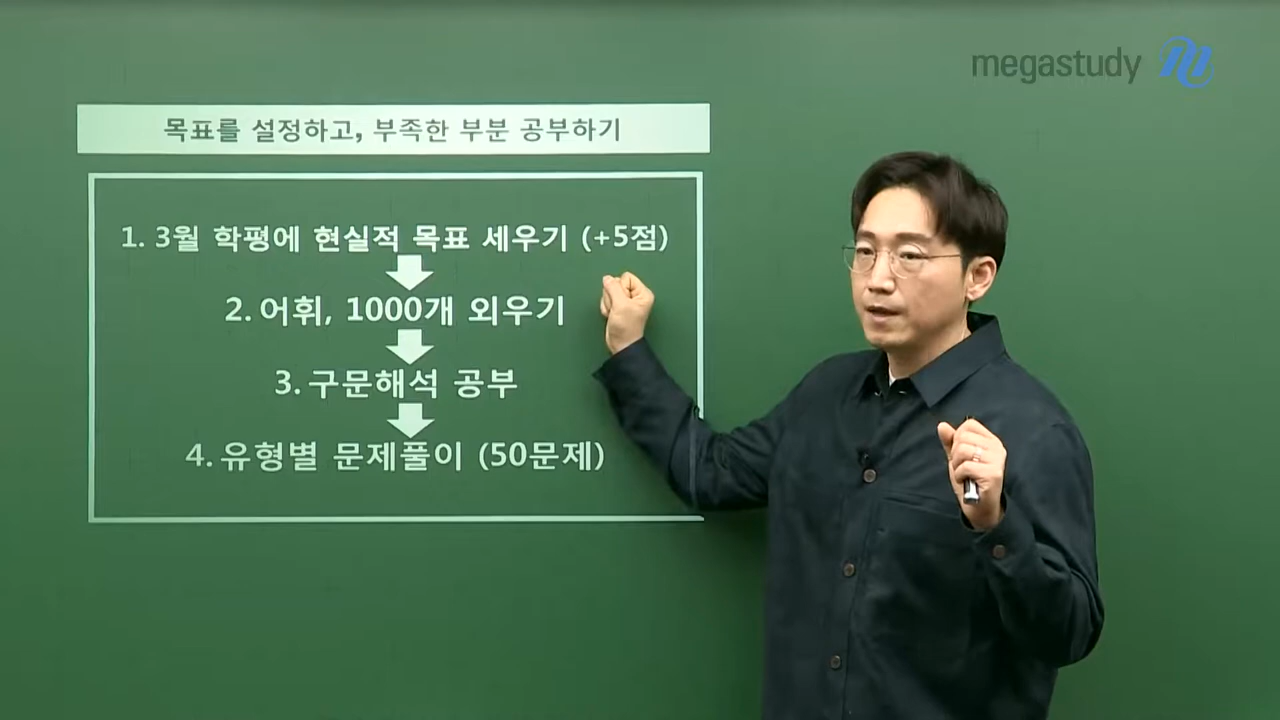 megastudy
목표를 설정하고, 부족한 부분 공부하기
1. 3월 학평에 현실적 목표 세우기 (+5점)
2. 어휘, 1000개 외우기
3. 구문해석 공부
4. 유형별 문제풀이 (50문제)